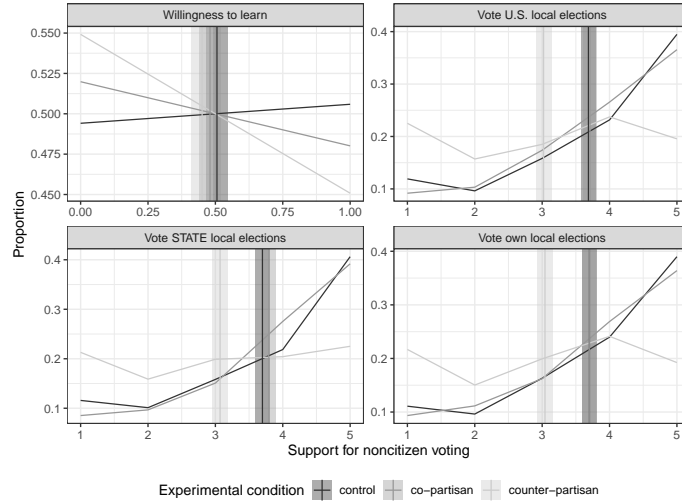 Willingness to learn
Vote U.S. local elections
0.550
0.525
0.500
0.475
0.450
0.00 0.25 0.50 0.75 1.00
0.4
0.3
0.2
0.1
1 2 3 4 5
Proportion
Vote STATE local elections
Vote own local elections
0.4
0.3
0.2
0.1
1 2 3 4 5
0.4
0.3
0.2
0.1
1 2 3 4 5
Support for noncitizen voting
Experimental condition control co-partisan counter-partisan